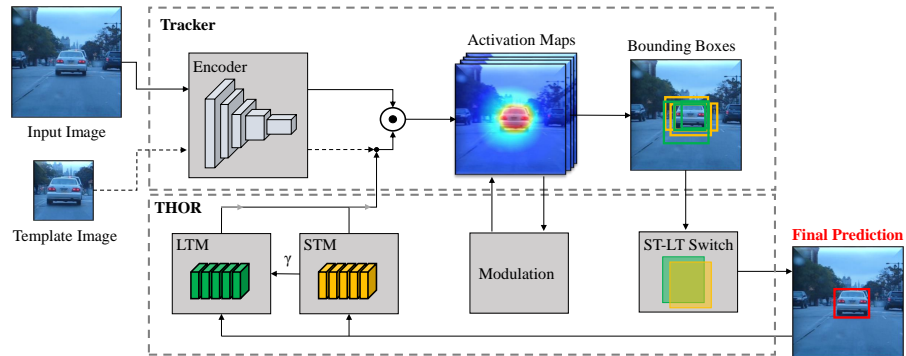 Tracker
Activation Maps
Bounding Boxes
Encoder
Input Image
Template Image
THOR
LTM
γ
STM
Modulation
ST-LT Switch
Final Prediction